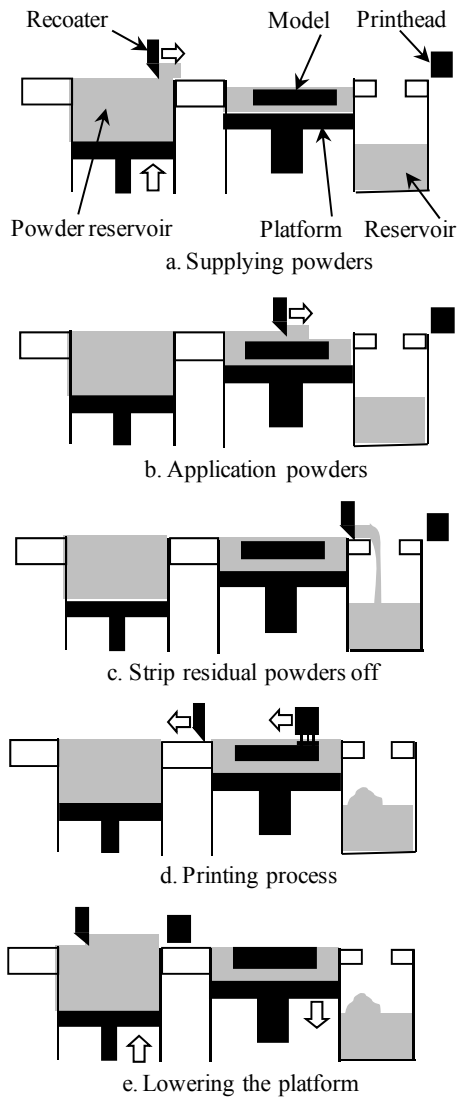 Recoater
Model
Printhead
Powder reservoir
Platform
Reservoir
a. Supplying powders
b. Application powders
c. Strip residual powders off
d. Printing process
e. Lowering the platform